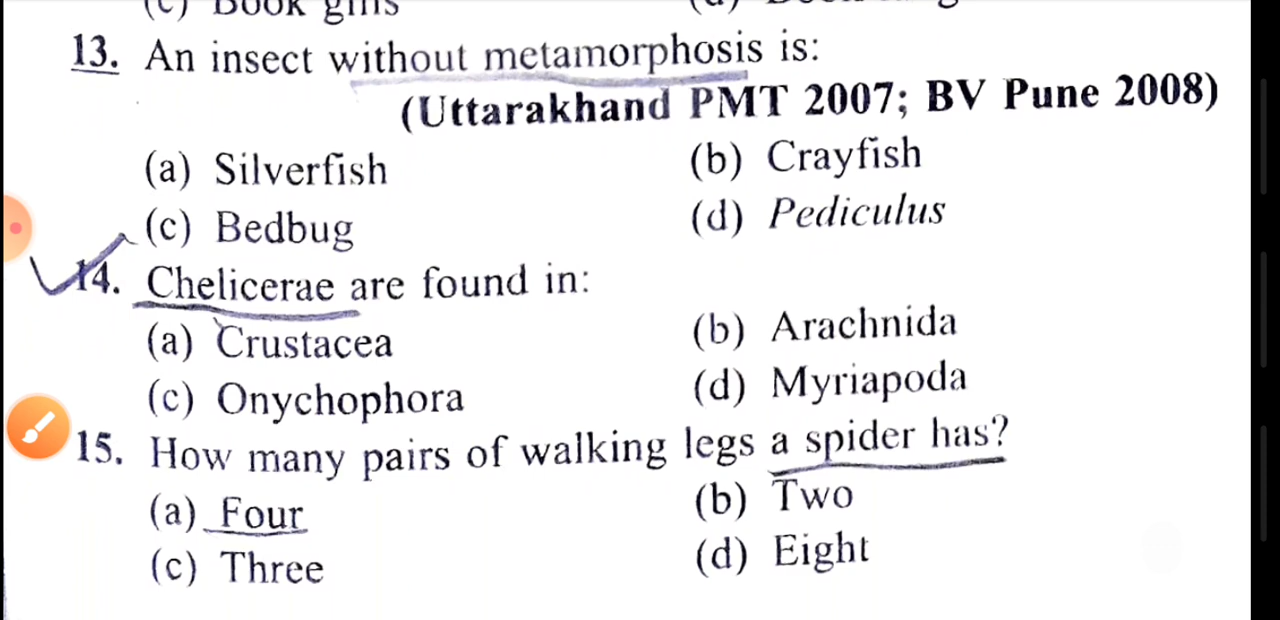 (c) Book gills
13. An insect without metamorphosis is:
(Uttarakhand PMT 2007; BV Pune 2008)
(a) Silverfish (b) Crayfish
(c) Bedbug (d) Pediculus
14. Chelicerae are found in:
(a) Crustacea (b) Arachnida
(c) Onychophora (d) Myriapoda
15. How many pairs of walking legs a spider has?
(a) Four (b) Two
(c) Three (d) Eight